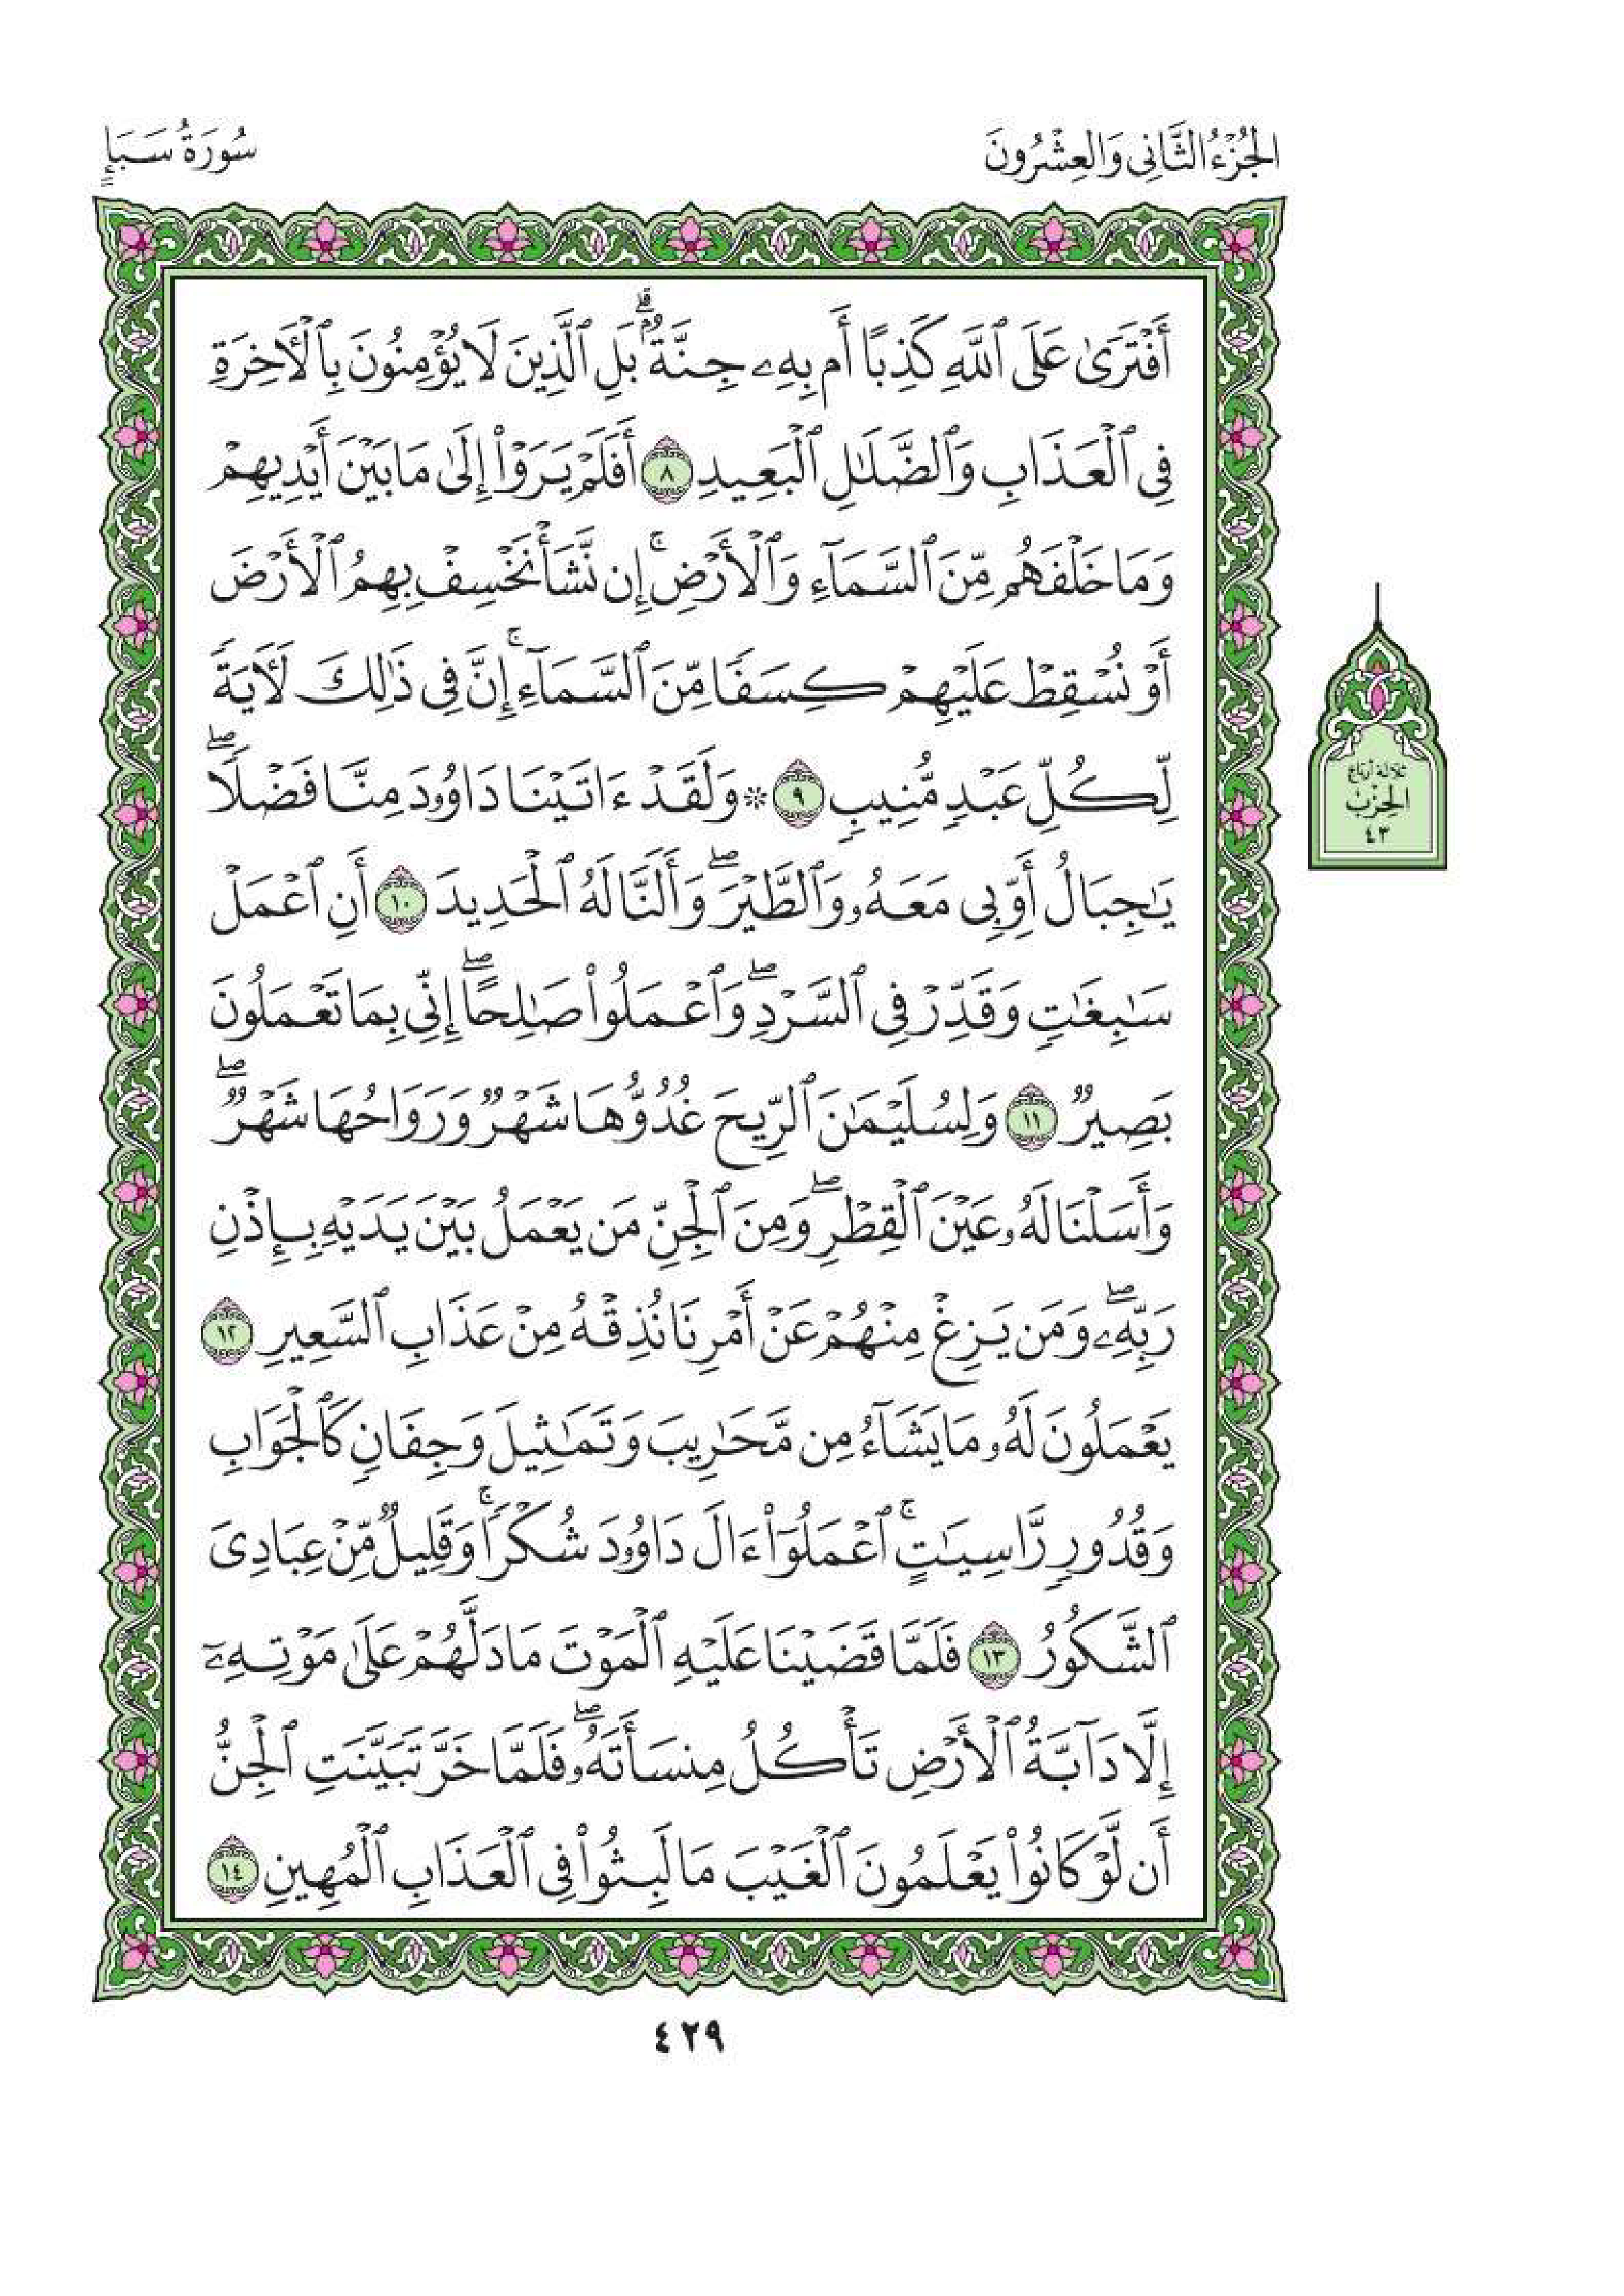 الجُزْءُ الثَّانِي وَالعِشْرُونَ
سُورَةُ سَبَإٍ
أَفْتَرَىٰ عَلَى ٱللَّهِ كَذِبًا أَم بِهِۦ جِنَّةُۢۗ بَلِ ٱلَّذِينَ لَا يُؤْمِنُونَ بِٱلْأَخِرَةِ
فِى ٱلْعَذَابِ وَٱلضَّلَٰلِ ٱلْبَعِيدِ ٨ أَفَلَمْ يَرَوْا۟ إِلَىٰ مَا بَيْنَ أَيْدِيهِمْ
وَمَا خَلْفَهُم مِّنَ ٱلسَّمَآءِ وَٱلْأَرْضِۚ إِن نَّشَأْ نَخْسِفْ بِهِمُ ٱلْأَرْضَ
أَوْ نُسْقِطْ عَلَيْهِمْ كِسَفًا مِّنَ ٱلسَّمَآءِۚ إِنَّ فِى ذَٰلِكَ لَأٓيَةً
لِّكُلِّ عَبْدٍ مُّنِيبٍ ٩ ۞ وَلَقَدْ ءَاتَيْنَا دَاوُۥدَ مِنَّا فَضْلًاۖ
يَٰجِبَالُ أَوِّبِى مَعَهُۥ وَٱلطَّيْرَۖ وَأَلَنَّا لَهُ ٱلْحَدِيدَ ١٠ أَنِ ٱعْمَلْ
سَٰبِغَٰتٍ وَقَدِّرْ فِى ٱلسَّرْدِۖ وَٱعْمَلُوا۟ صَٰلِحًاۖ إِنِّى بِمَا تَعْمَلُونَ
بَصِيرٌ ١١ وَلِسُلَيْمَٰنَ ٱلرِّيحَ غُدُوُّهَا شَهْرٌ وَرَوَاحُهَا شَهْرٌۖ
وَأَسَلْنَا لَهُۥ عَيْنَ ٱلْقِطْرِۖ وَمِنَ ٱلْجِنِّ مَن يَعْمَلُ بَيْنَ يَدَيْهِ بِإِذْنِ
رَبِّهِۦۖ وَمَن يَزِغْ مِنْهُمْ عَنْ أَمْرِنَا نُذِقْهُ مِنْ عَذَابِ ٱلسَّعِيرِ ١٢
يَعْمَلُونَ لَهُۥ مَا يَشَآءُ مِن مَّحَٰرِيبَ وَتَمَٰثِيلَ وَجِفَانٍ كَٱلْجَوَابِ
وَقُدُورٍ رَّاسِيَٰتٍۚ ٱعْمَلُوٓا۟ ءَالَ دَاوُۥدَ شُكْرًاۚ وَقَلِيلٌ مِّنْ عِبَادِىَ
ٱلشَّكُورُ ١٣ فَلَمَّا قَضَيْنَا عَلَيْهِ ٱلْمَوْتَ مَا دَلَّهُمْ عَلَىٰ مَوْتِهِۦٓ
إِلَّا دَآبَّةُ ٱلْأَرْضِ تَأْكُلُ مِنسَأَتَهُۥۖ فَلَمَّا خَرَّ تَبَيَّنَتِ ٱلْجِنُّ
أَن لَّوْ كَانُوا۟ يَعْلَمُونَ ٱلْغَيْبَ مَا لَبِثُوا۟ فِى ٱلْعَذَابِ ٱلْمُهِينِ ١٤
ثلاثة أرباع
الحِزْبِ
٤٣
٤٢٩